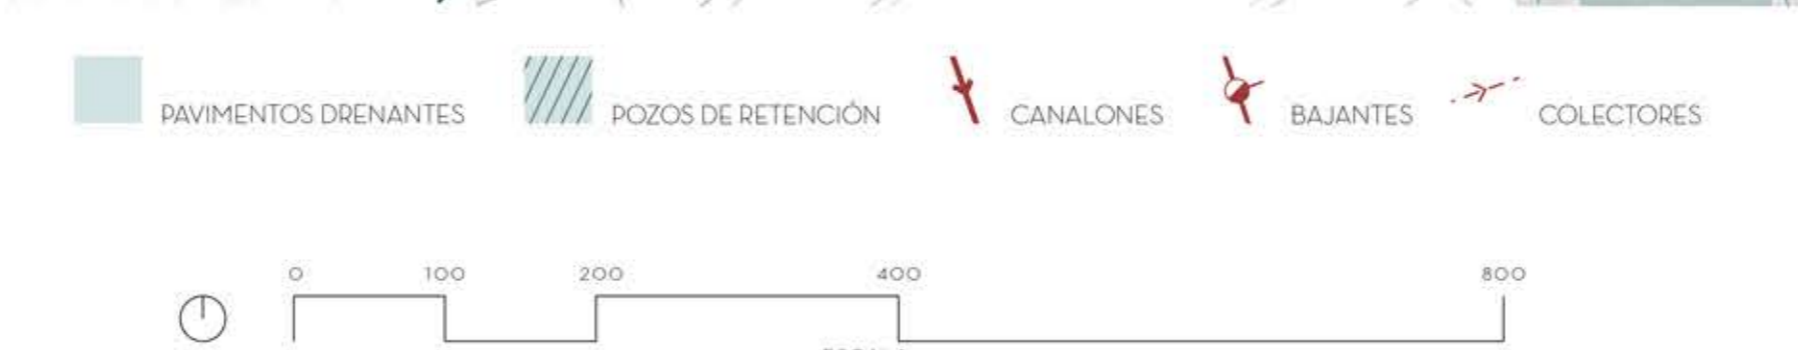 PAVIMENTOS DRENANTES POZOS DE RETENCIÓN CANALONES BAJANTES COLECTORES
0 100 200 400 800